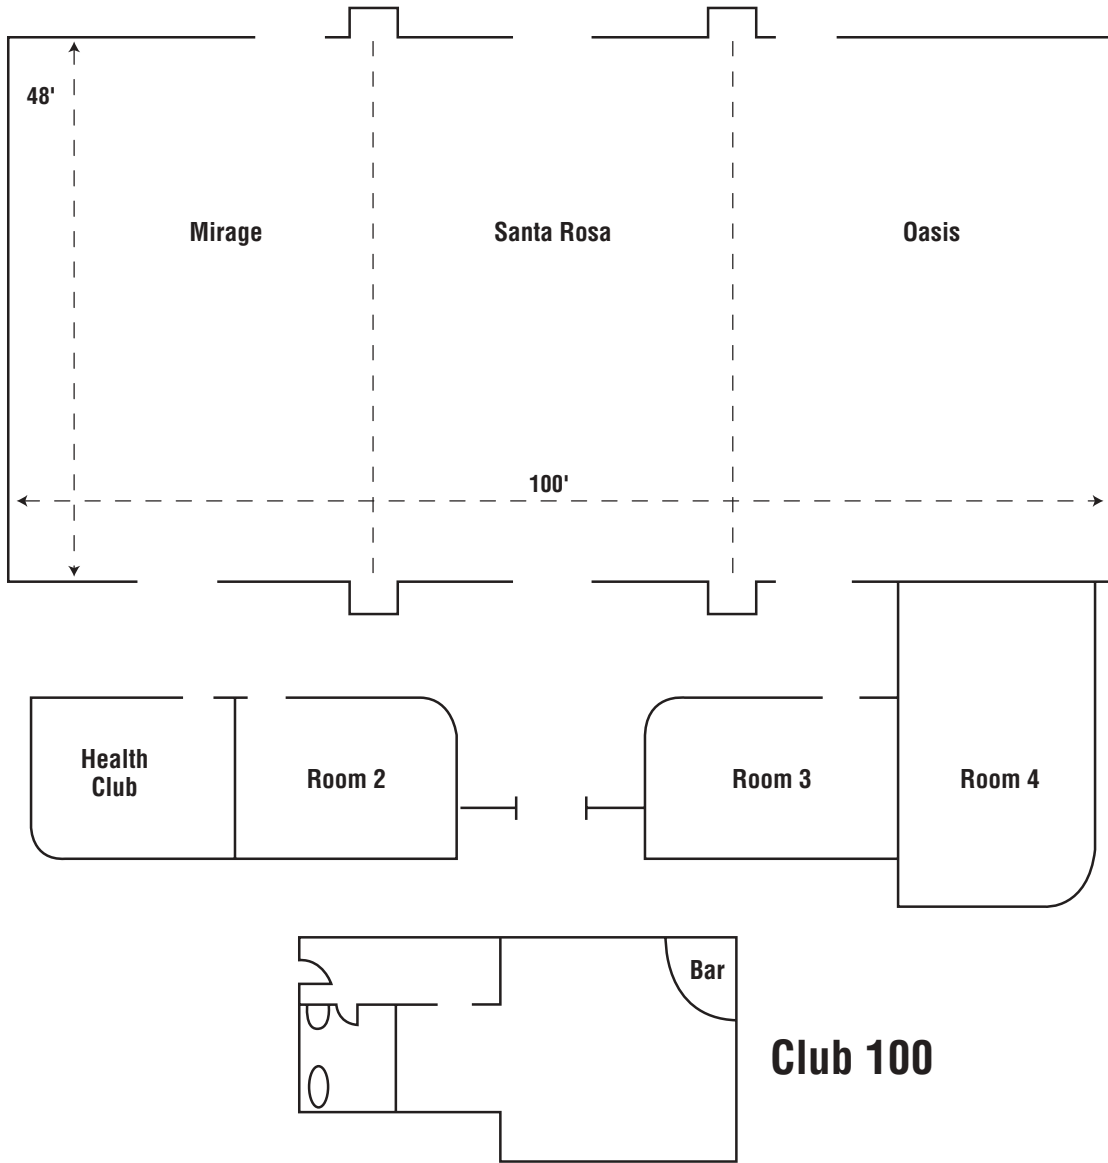 48'
Mirage
Santa Rosa
Oasis
100'
Health
Club
Room 2
Room 3
Room 4
Bar
Club 100